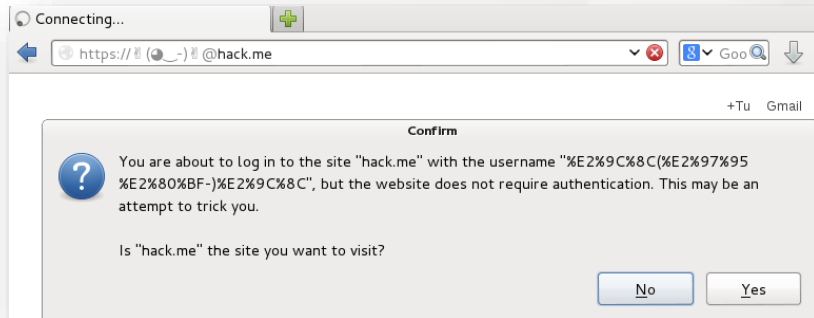 Connecting...
https://✌(◕‿-)✌@hack.me
8 Goo
+Tu Gmail
Confirm
You are about to log in to the site "hack.me" with the username "%E2%9C%8C(%E2%97%95
%E2%80%BF-)%E2%9C%8C", but the website does not require authentication. This may be an
attempt to trick you.
Is "hack.me" the site you want to visit?
No Yes